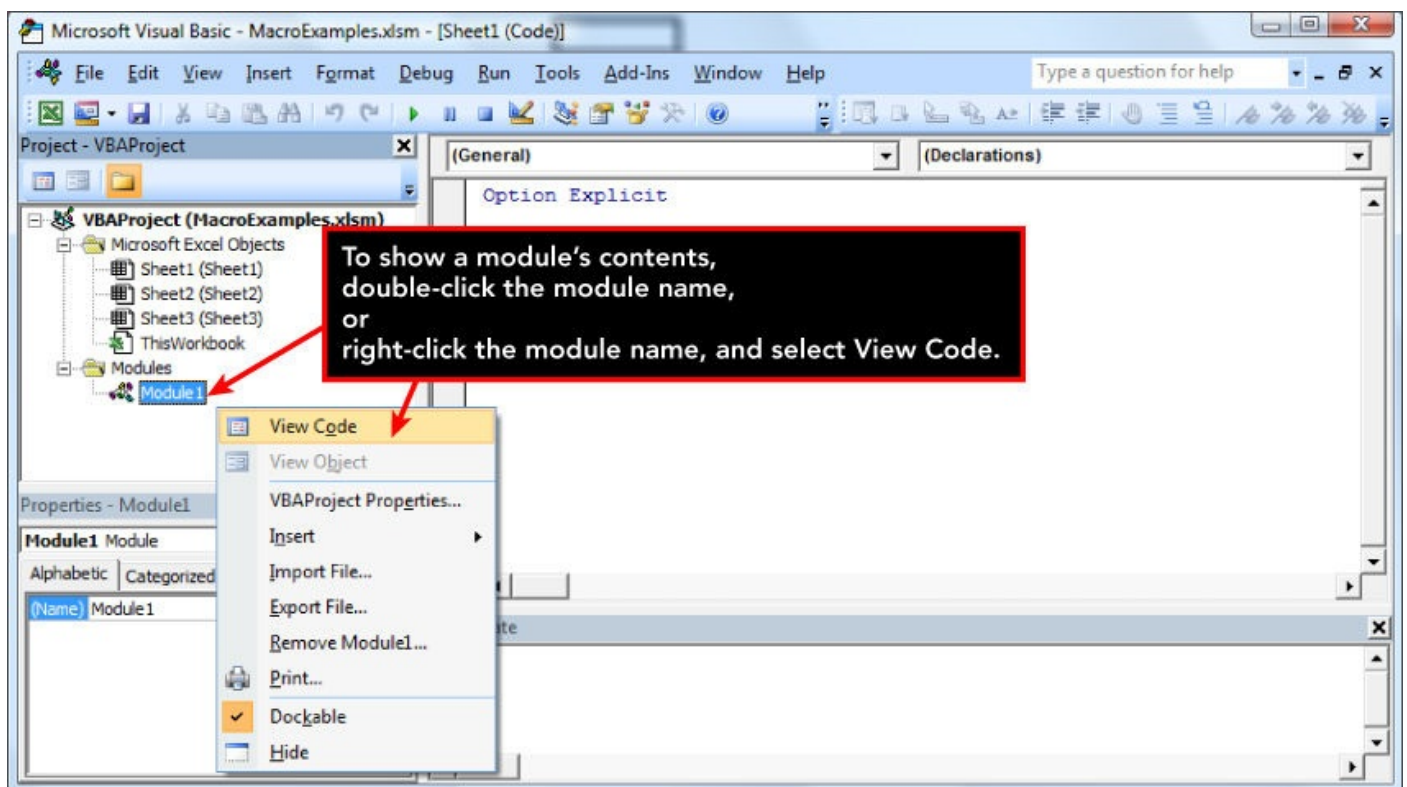 Microsoft Visual Basic - MacroExamples.xlsm - [Sheet1 (Code)]
File Edit View Insert Format Debug Run Tools Add-Ins Window Help Type a question for help
Project - VBAProject
(General) (Declarations)
Option Explicit
VBAProject (MacroExamples.xlsm)
Microsoft Excel Objects
Sheet1 (Sheet1)
Sheet2 (Sheet2)
Sheet3 (Sheet3)
ThisWorkbook
Modules
Module1
To show a module's contents,
double-click the module name,
or
right-click the module name, and select View Code.
View Code
View Object
VBAProject Properties...
Insert
Import File...
Export File...
Remove Module1...
Print...
Dockable
Hide
Properties - Module1
Module1 Module
Alphabetic Categorized
(Name) Module1